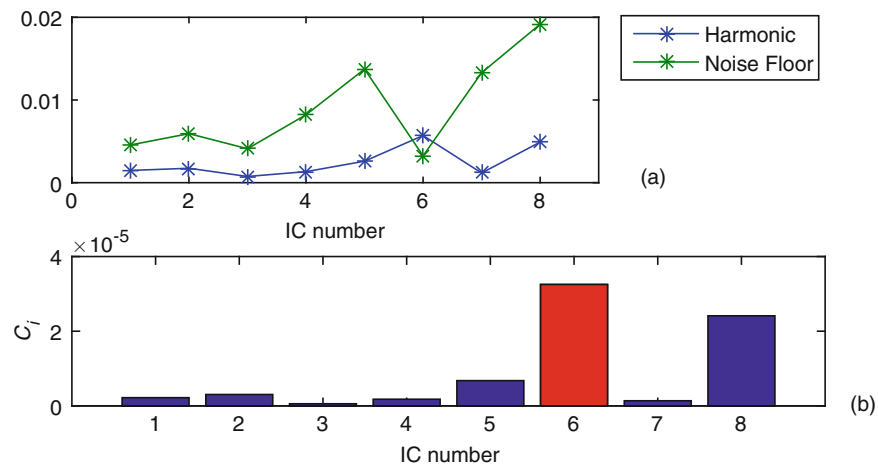 0.02
0.01
0
0 2 4 6 8
IC number
Harmonic
Noise Floor
(a)
×10-5
4
2
0
Ci
1 2 3 4 5 6 7 8
IC number
(b)